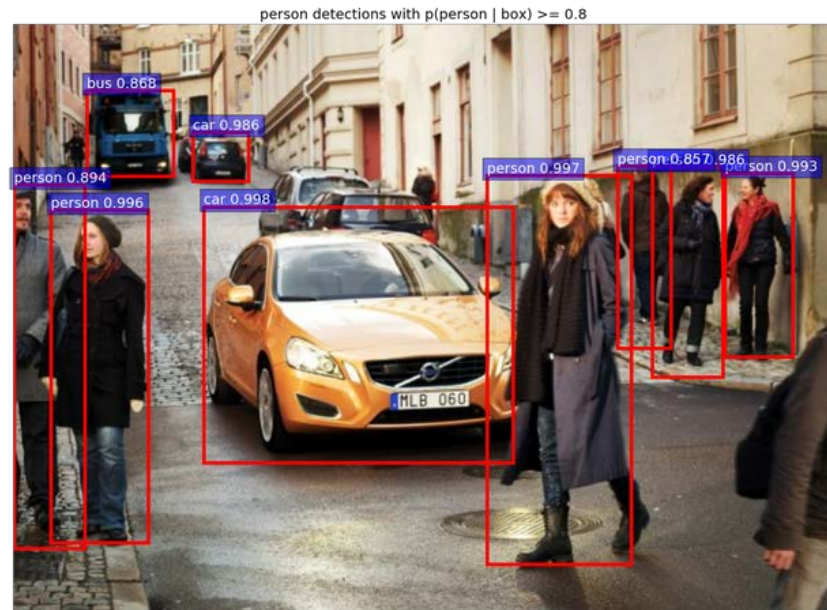 person detections with p(person | box) >= 0.8
bus 0.868
car 0.986
person 0.894
person 0.996
car 0.998
person 0.997
person 0.857
.986
person 0.993
MLB 060